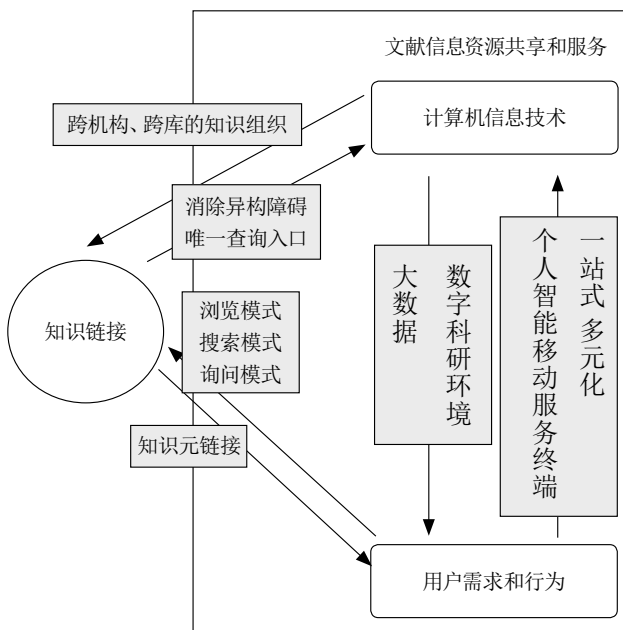 文献信息资源共享和服务
计算机信息技术
跨机构、跨库的知识组织
消除异构障碍
唯一查询入口
知识链接
浏览模式
搜索模式
询问模式
知识元链接
数字科研环境
大数据
一站式 多元化
个人智能移动服务终端
用户需求和行为